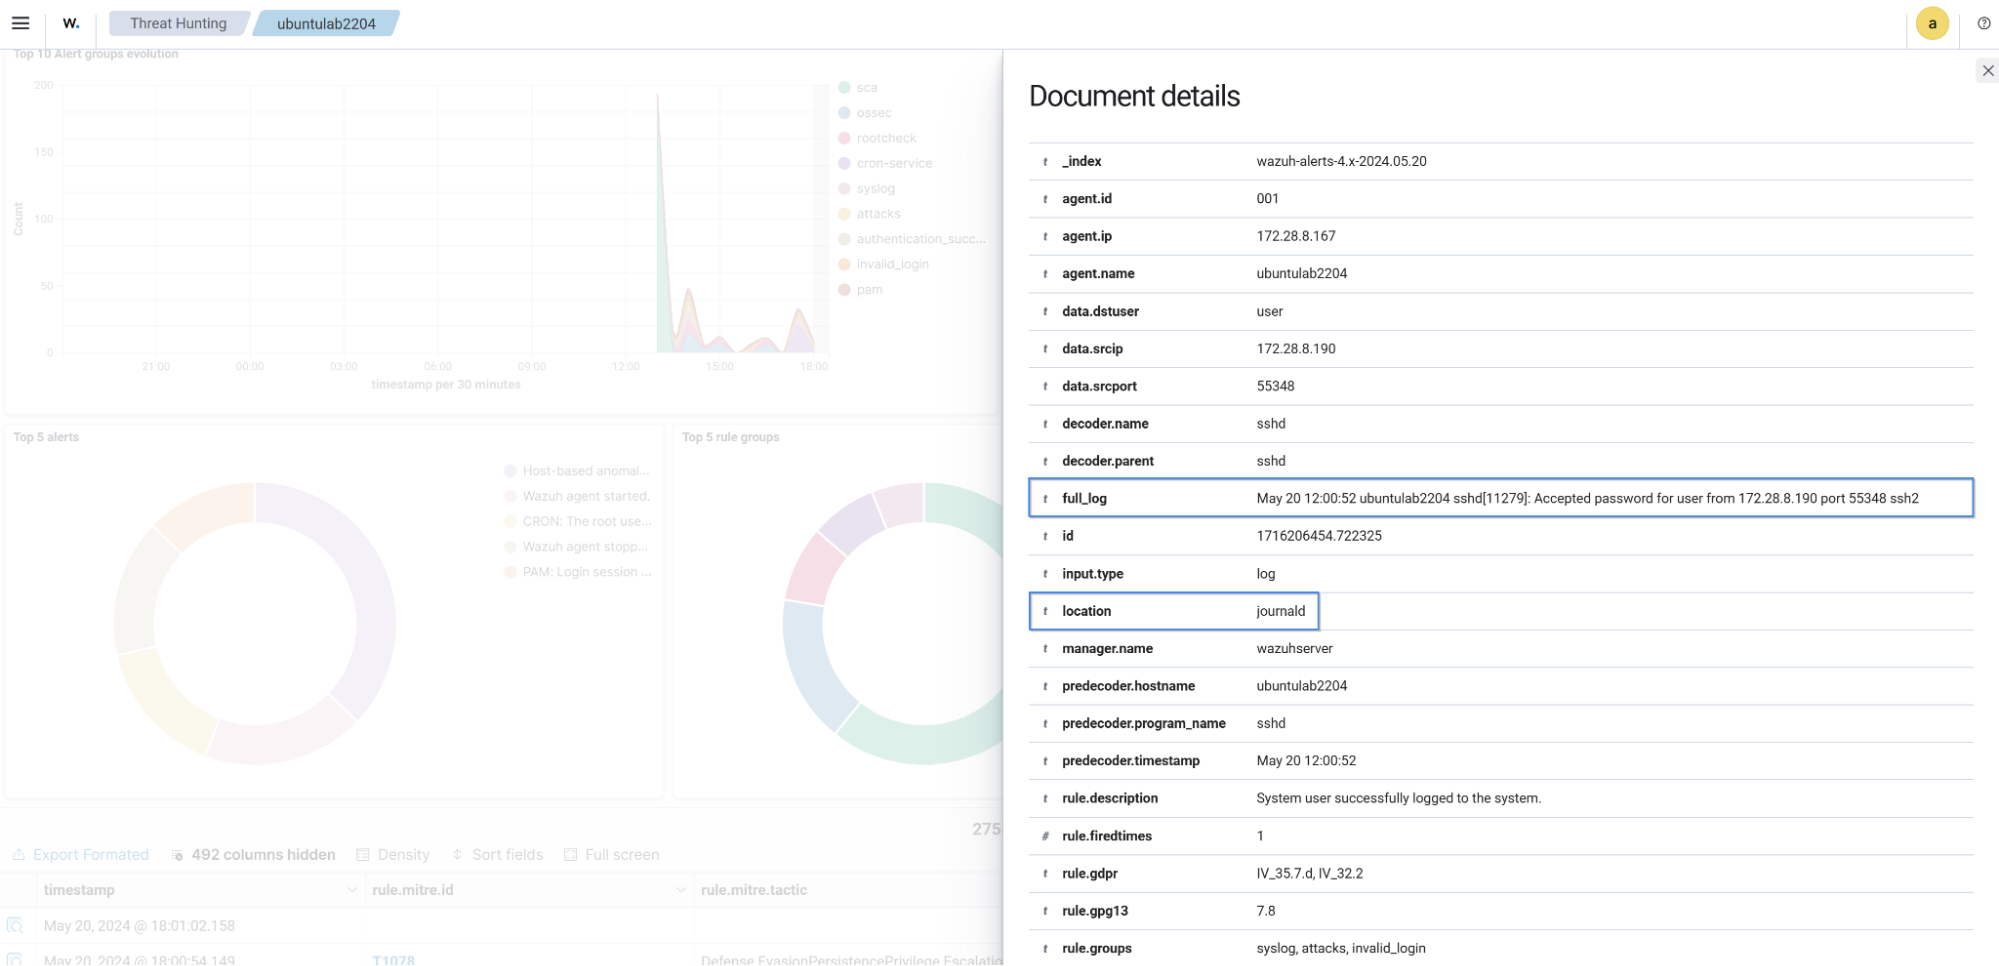 W.
Threat Hunting
ubuntulab2204
a
Top 10 Alert groups evolution
200
150
100
50
0
Count
21:00 00:00 03:00 06:00 09:00 12:00 15:00 18:00
timestamp per 30 minutes
sca
ossec
rootcheck
cron-service
syslog
attacks
authentication_succ...
invalid_login
pam
Top 5 alerts
Host-based anomal...
Wazuh agent started.
CRON: The root use...
Wazuh agent stopp...
PAM: Login session ...
Top 5 rule groups
275
Export Formated
492 columns hidden
Density
Sort fields
Full screen
timestamp rule.mitre.id rule.mitre.tactic
May 20, 2024 @ 18:01:02.158
May 20, 2024 @ 18:00:54.149 T1078 Defense EvasionPersistencePrivilege Escalatio
Document details
t _index wazuh-alerts-4.x-2024.05.20
t agent.id 001
t agent.ip 172.28.8.167
t agent.name ubuntulab2204
t data.dstuser user
t data.srcip 172.28.8.190
t data.srcport 55348
t decoder.name sshd
t decoder.parent sshd
t full_log May 20 12:00:52 ubuntulab2204 sshd[11279]: Accepted password for user from 172.28.8.190 port 55348 ssh2
t id 1716206454.722325
t input.type log
t location journald
t manager.name wazuhserver
t predecoder.hostname ubuntulab2204
t predecoder.program_name sshd
t predecoder.timestamp May 20 12:00:52
t rule.description System user successfully logged to the system.
# rule.firedtimes 1
t rule.gdpr IV_35.7.d, IV_32.2
t rule.gpg13 7.8
t rule.groups syslog, attacks, invalid_login